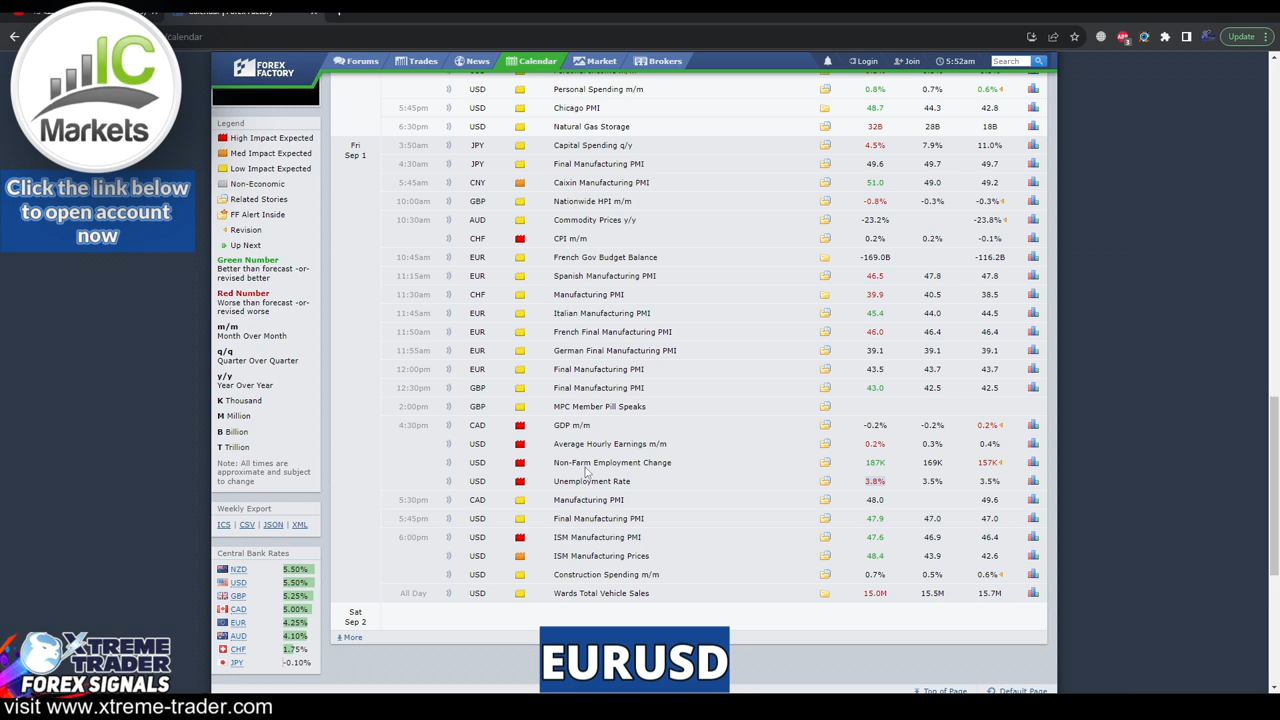 Calendar | Forex Factory
/calendar
3
Update
IC
Markets
Click the link below
to open account
now
FOREX
FACTORY
Forums
Trades
News
Calendar
Market
Brokers
Login
Join
5:52am
Search
Legend
High Impact Expected
Med Impact Expected
Low Impact Expected
Non-Economic
Related Stories
FF Alert Inside
Revision
Up Next
Green Number
Better than forecast -or-
revised better
Red Number
Worse than forecast -or-
revised worse
m/m
Month Over Month
q/q
Quarter Over Quarter
y/y
Year Over Year
K Thousand
M Million
B Billion
T Trillion
Note: All times are
approximate and subject
to change
Weekly Export
ICS | CSV | JSON | XML
Central Bank Rates
NZD 5.50%
USD 5.50%
GBP 5.25%
CAD 5.00%
EUR 4.25%
AUD 4.10%
CHF 1.75%
JPY -0.10%
USD Personal Spending m/m 0.8% 0.7% 0.6%
5:45pm USD Chicago PMI 48.7 44.3 42.8
6:30pm USD Natural Gas Storage 32B 28B 18B
Fri
Sep 1
3:50am JPY Capital Spending q/y 4.5% 7.9% 11.0%
4:30am JPY Final Manufacturing PMI 49.6 49.7 49.7
5:45am CNY Caixin Manufacturing PMI 51.0 49.0 49.2
10:00am GBP Nationwide HPI m/m -0.8% -0.3% -0.3%
10:30am AUD Commodity Prices y/y -23.2% -23.8%
CHF CPI m/m 0.2% 0.2% -0.1%
10:45am EUR French Gov Budget Balance -169.0B -116.2B
11:15am EUR Spanish Manufacturing PMI 46.5 47.8 47.8
11:30am CHF Manufacturing PMI 39.9 40.5 38.5
11:45am EUR Italian Manufacturing PMI 45.4 44.0 44.5
11:50am EUR French Final Manufacturing PMI 46.0 46.4 46.4
11:55am EUR German Final Manufacturing PMI 39.1 39.1 39.1
12:00pm EUR Final Manufacturing PMI 43.5 43.7 43.7
12:30pm GBP Final Manufacturing PMI 43.0 42.5 42.5
2:00pm GBP MPC Member Pill Speaks
4:30pm CAD GDP m/m -0.2% -0.2% 0.2%
USD Average Hourly Earnings m/m 0.2% 0.3% 0.4%
USD Non-Farm Employment Change 187K 169K 157K
USD Unemployment Rate 3.8% 3.5% 3.5%
5:30pm CAD Manufacturing PMI 48.0 49.6
5:45pm USD Final Manufacturing PMI 47.9 47.0 47.0
6:00pm USD ISM Manufacturing PMI 47.6 46.9 46.4
USD ISM Manufacturing Prices 48.4 43.9 42.6
USD Construction Spending m/m 0.7% 0.5% 0.6%
All Day USD Wards Total Vehicle Sales 15.0M 15.5M 15.7M
Sat
Sep 2
More
Top of Page
Default Page
EURUSD
XTREME
TRADER
FOREX SIGNALS
visit www.xtreme-trader.com